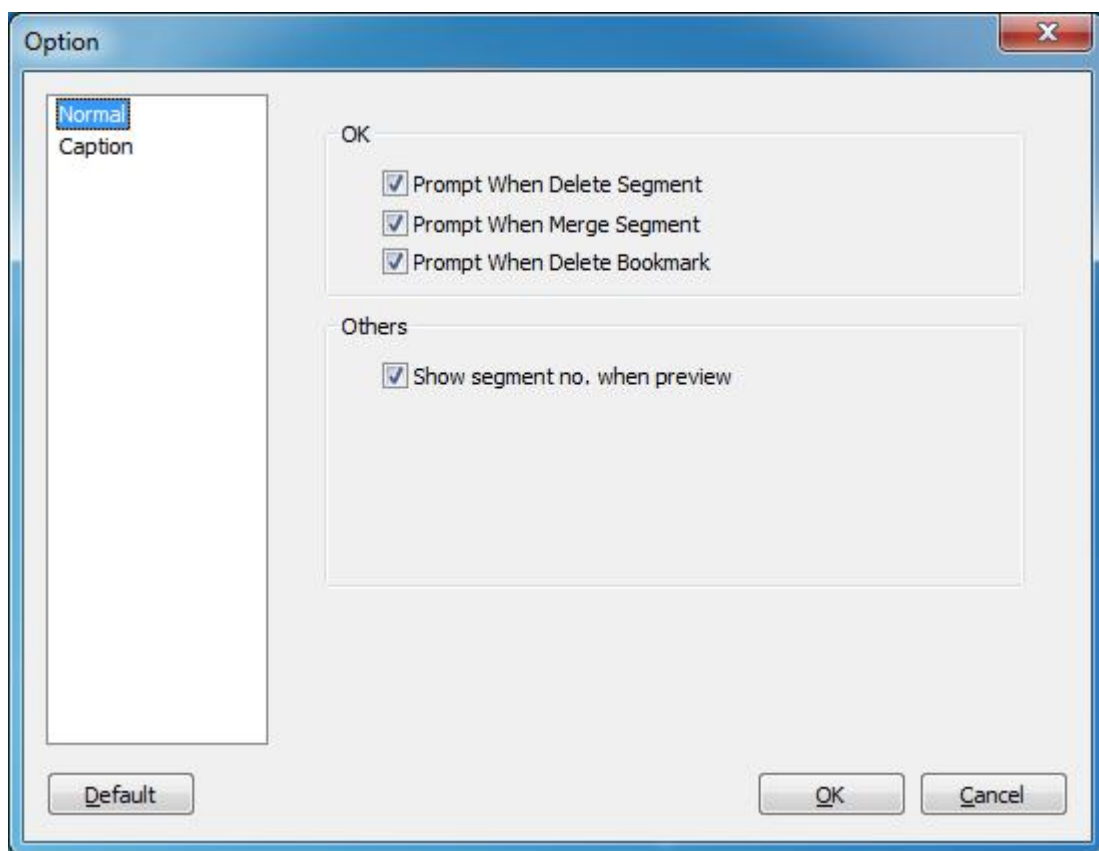 Option
Normal
Caption
OK
Prompt When Delete Segment
Prompt When Merge Segment
Prompt When Delete Bookmark
Others
Show segment no. when preview
Default
OK
Cancel